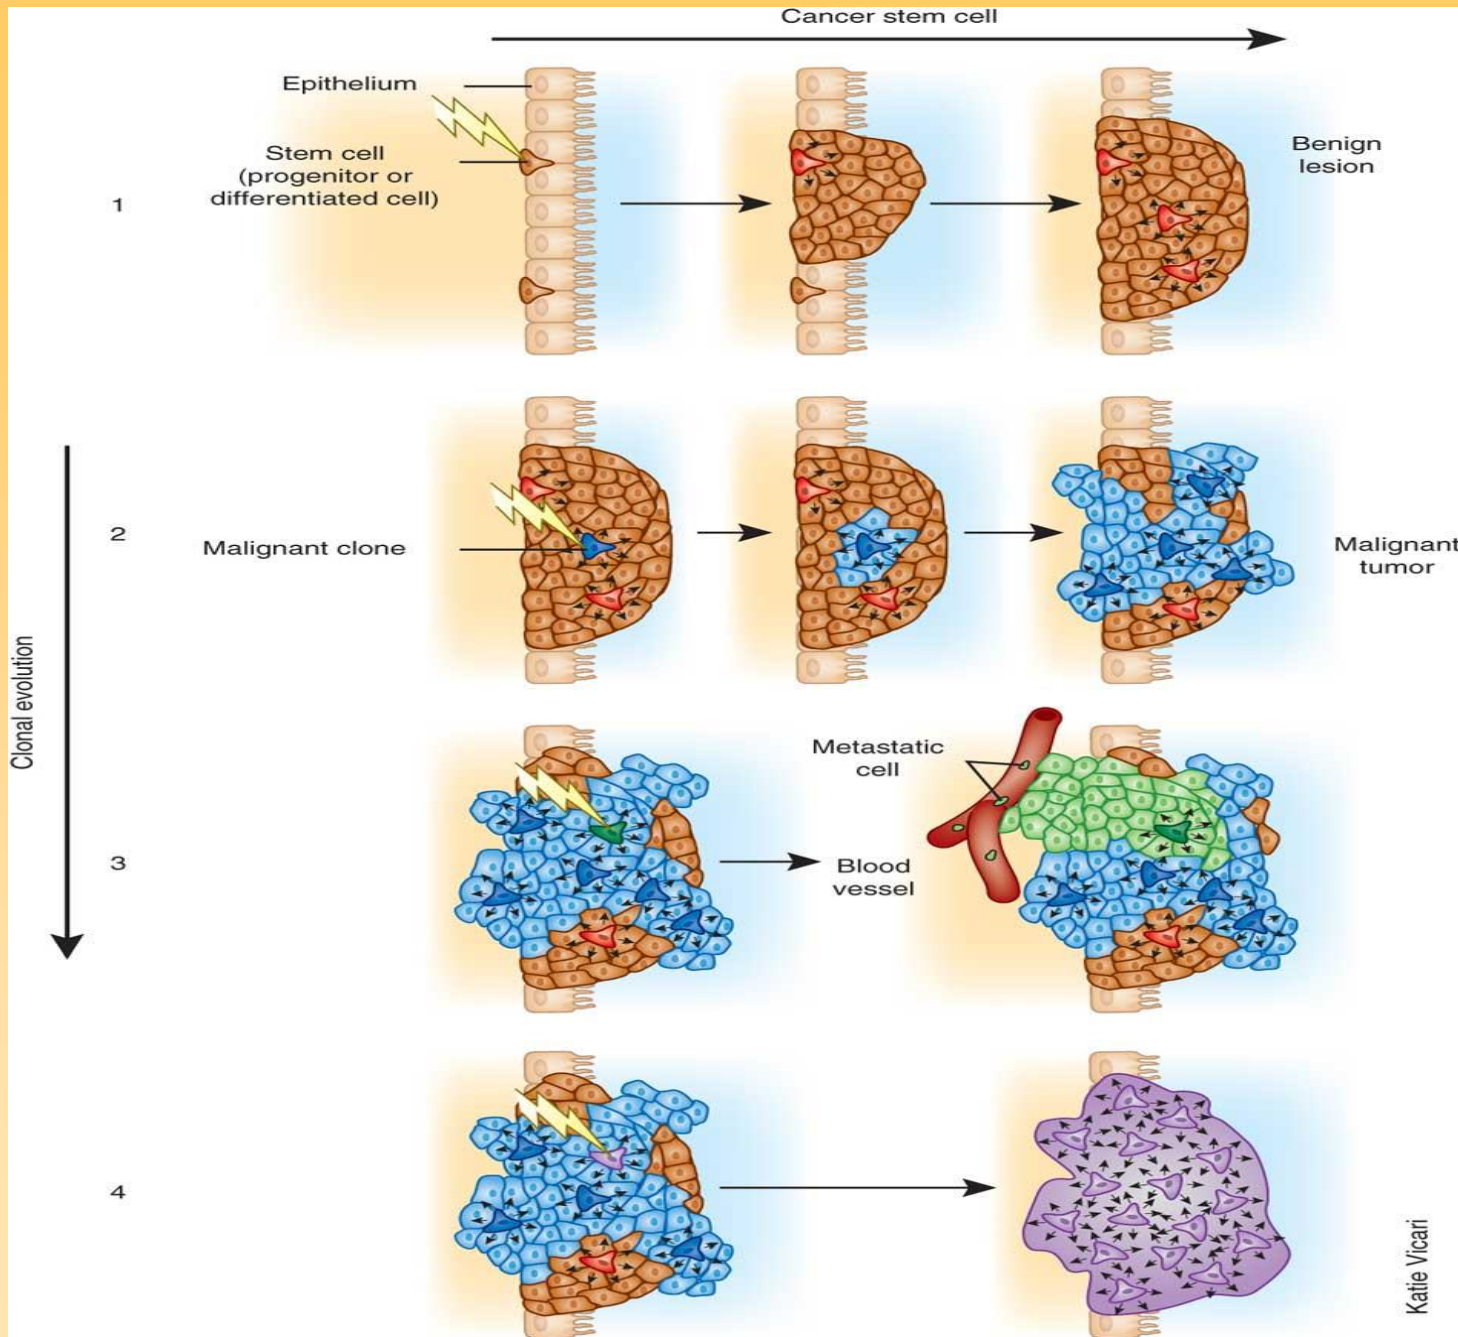 Cancer stem cell
Epithelium
Stem cell
(progenitor or
differentiated cell)
Benign
lesion
1
Malignant clone
Malignant
tumor
2
Clonal evolution
Metastatic
cell
Blood
vessel
3
4
Katie Vicari